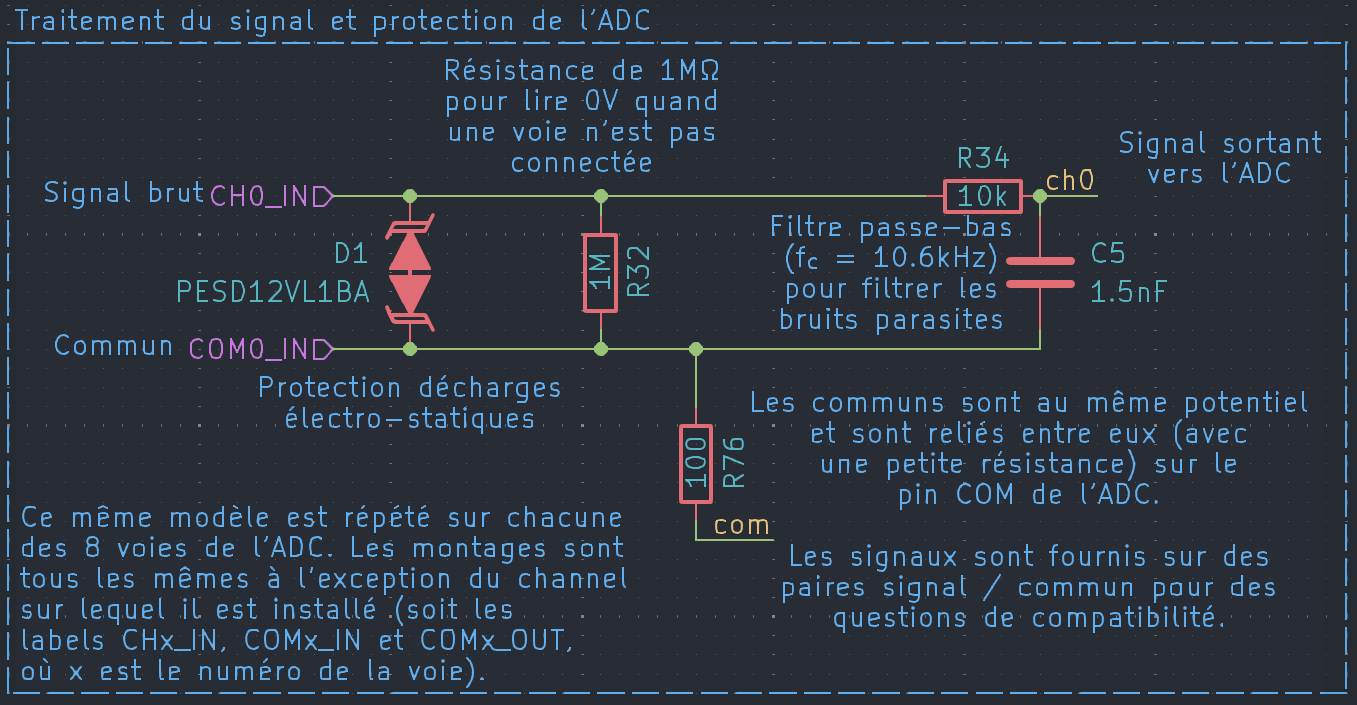 Traitement du signal et protection de l'ADC
Résistance de 1MΩ
pour lire 0V quand
une voie n'est pas
connectée
Signal sortant
vers l'ADC
R34
10k
ch0
Signal brut
CH0_IN
Filtre passe-bas
(fc = 10.6kHz)
pour filtrer les
bruits parasites
D1
PESD12VL1BA
1M
R32
C5
1.5nF
Commun
COM0_IN
Protection décharges
électro-statiques
100
R76
com
Les communs sont au même potentiel
et sont reliés entre eux (avec
une petite résistance) sur le
pin COM de l'ADC.
Les signaux sont fournis sur des
paires signal / commun pour des
questions de compatibilité.
Ce même modèle est répété sur chacune
des 8 voies de l'ADC. Les montages sont
tous les mêmes à l'exception du channel
sur lequel il est installé (soit les
labels CHx_IN, COMx_IN et COMx_OUT,
où x est le numéro de la voie).